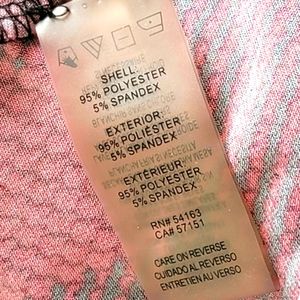 SHELL:
95% POLYESTER
5% SPANDEX
EXTERIOR:
95% POLIÉSTER
5% SPANDEX
EXTÉRIEUR:
95% POLYESTER
5% SPANDEX
RN# 54163
CA# 57151
CARE ON REVERSE
CUIDADO AL REVERSO
ENTRETIEN AU VERSO